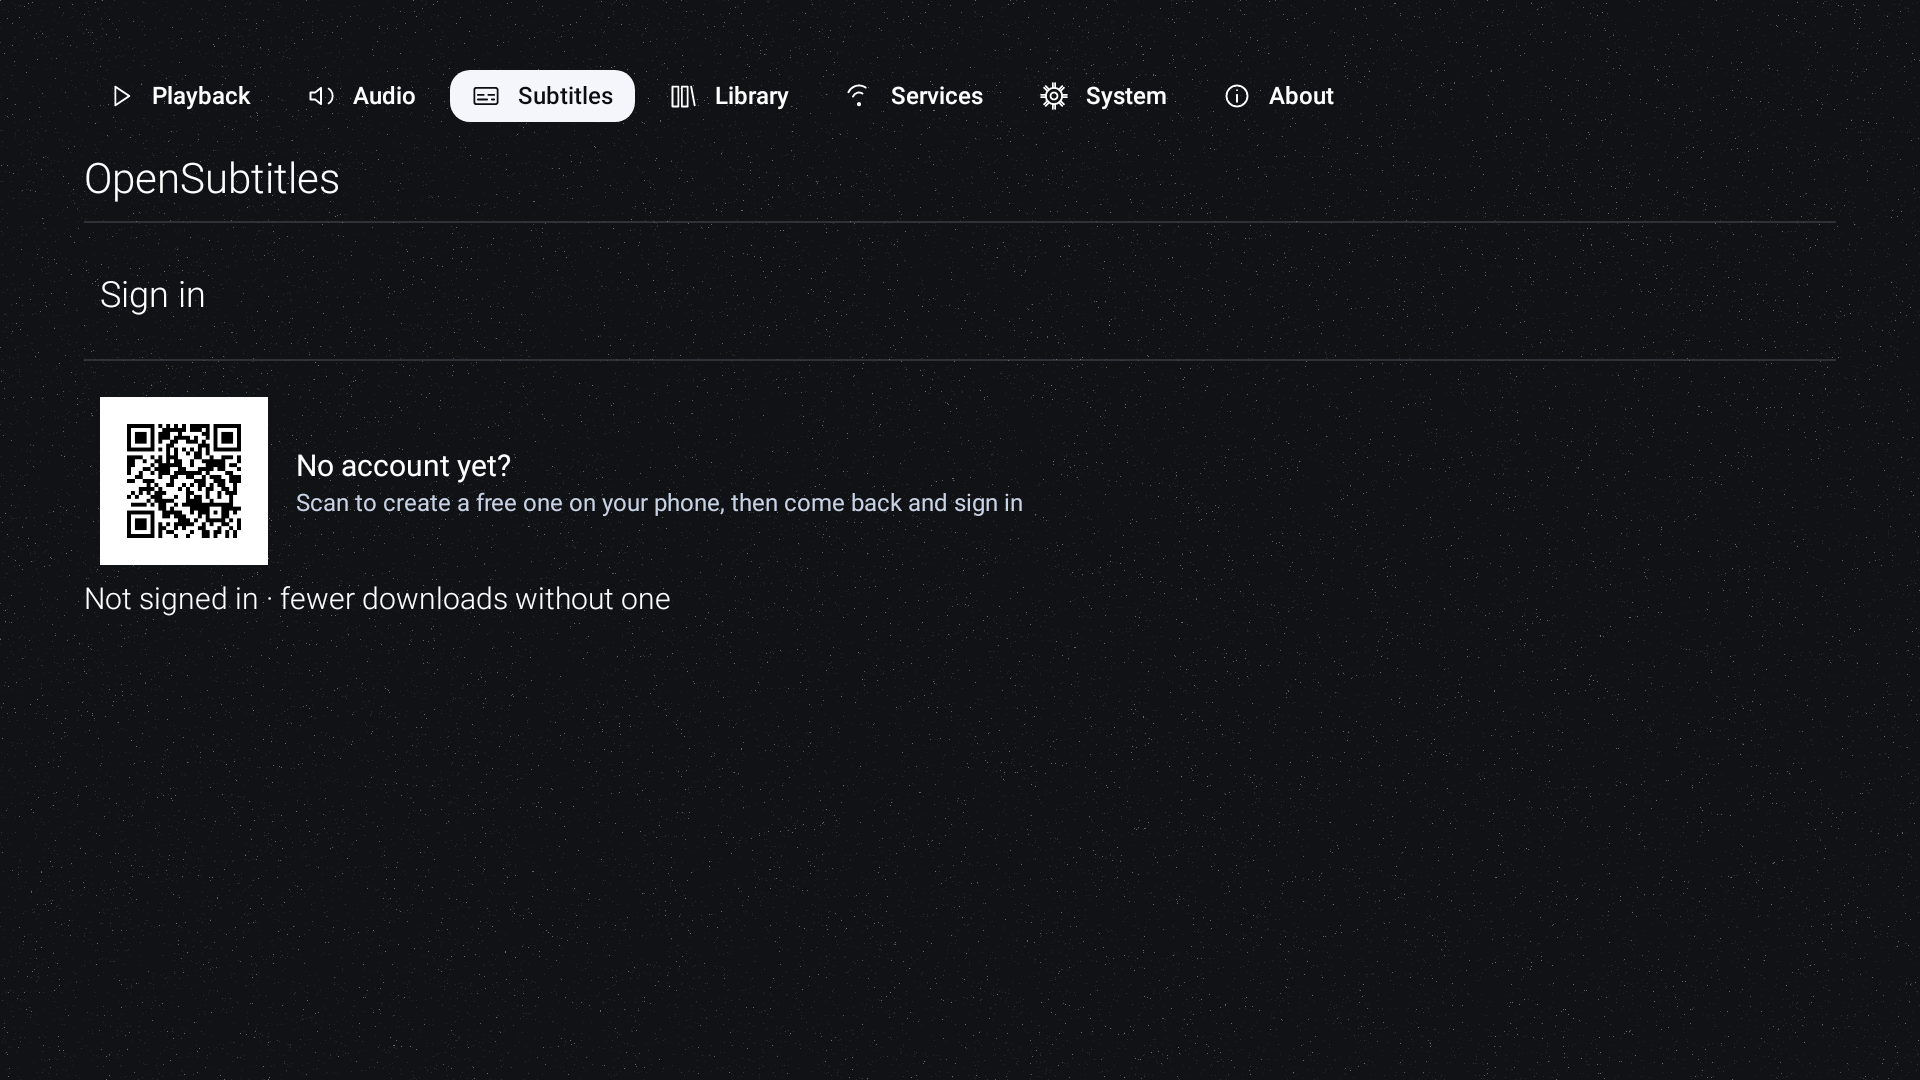 Playback
Audio
Subtitles
Library
Services
System
About
OpenSubtitles
Sign in
No account yet?
Scan to create a free one on your phone, then come back and sign in
Not signed in · fewer downloads without one